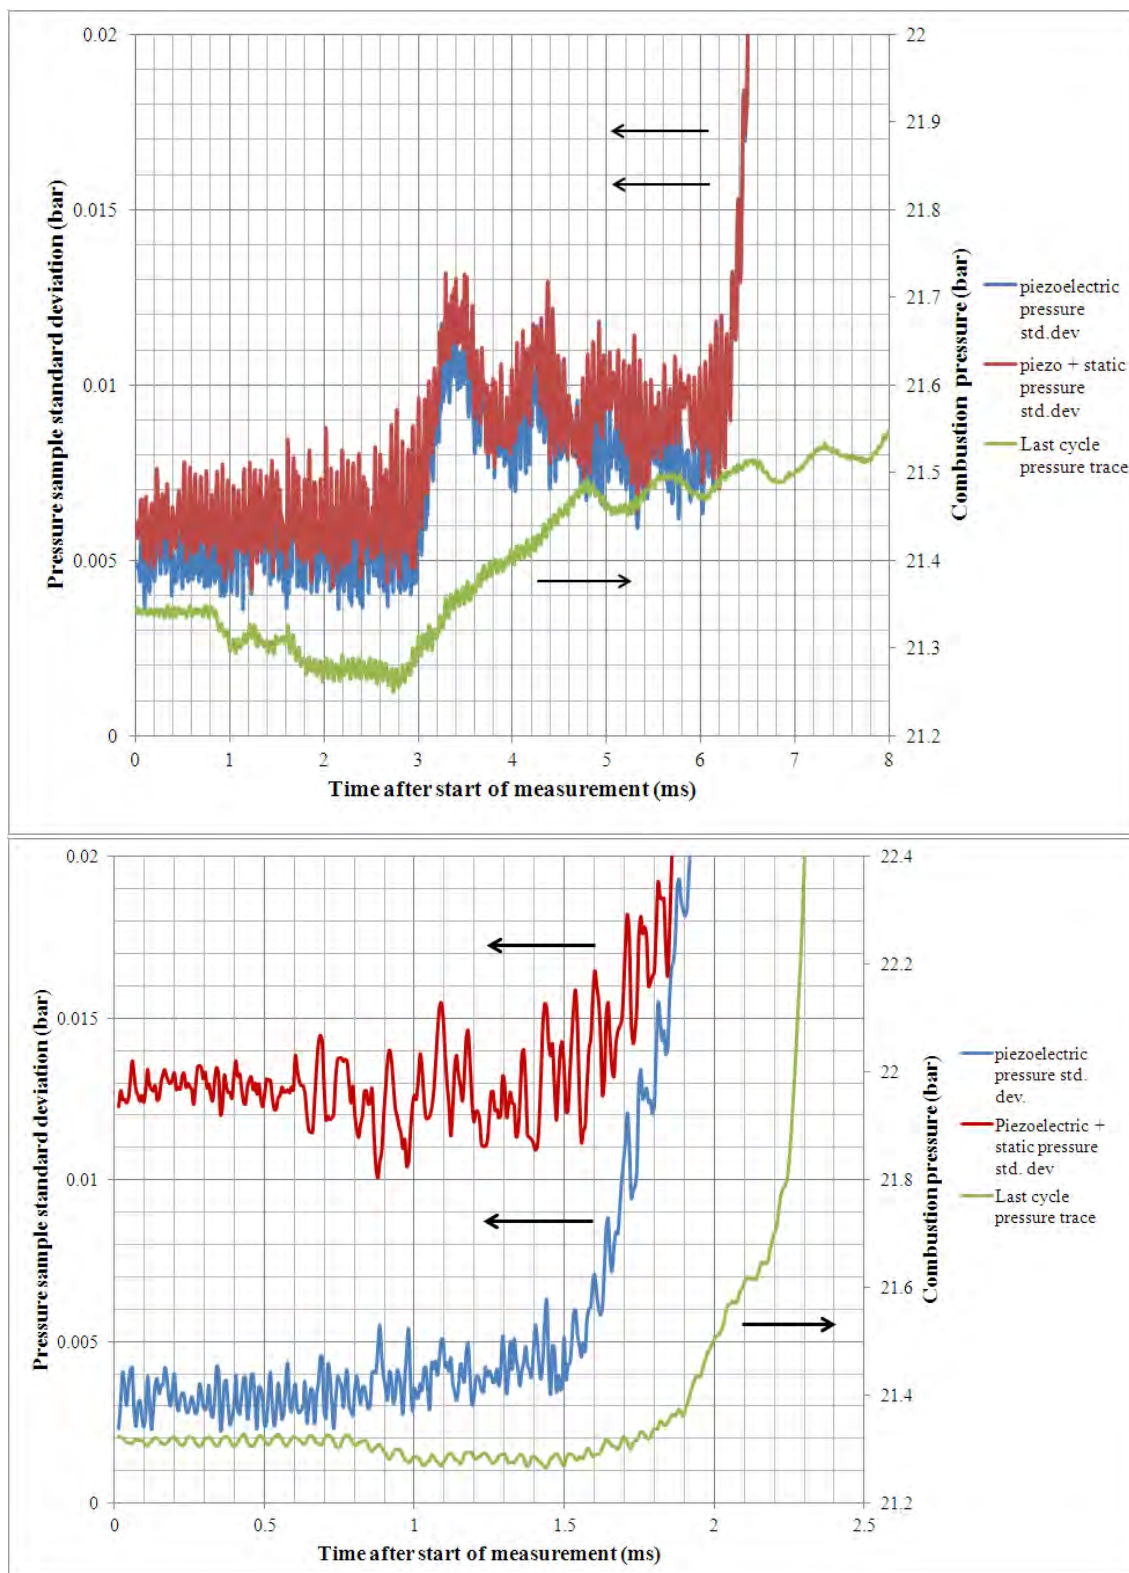 0.02
0.015
0.01
0.005
0
Pressure sample standard deviation (bar)
0 1 2 3 4 5 6 7 8
Time after start of measurement (ms)
22
21.9
21.8
21.7
21.6
21.5
21.4
21.3
21.2
Combustion pressure (bar)
piezoelectric
pressure
std.dev
piezo + static
pressure
std.dev
Last cycle
pressure trace
0.02
0.015
0.01
0.005
0
Pressure sample standard deviation (bar)
0 0.5 1 1.5 2 2.5
Time after start of measurement (ms)
22.4
22.2
22
21.8
21.6
21.4
21.2
Combustion pressure (bar)
piezoelectric
pressure std.
dev.
Piezoelectric +
static pressure
std. dev
Last cycle
pressure trace